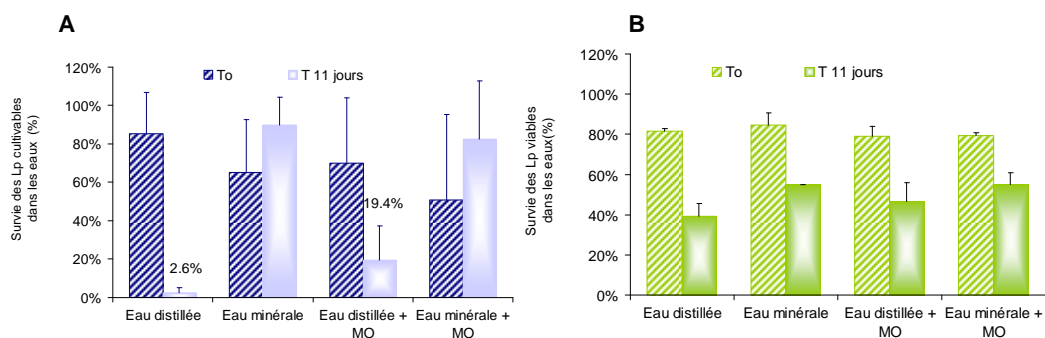 A
Survie des Lp cultivables
dans les eaux (%)
To
T 11 jours
120%
100%
80%
60%
40%
20%
0%
2.6%
19.4%
Eau distillée
Eau minérale
Eau distillée +
MO
Eau minérale +
MO
B
Survie des Lp viables
dans les eaux(%)
To
T 11 jours
120%
100%
80%
60%
40%
20%
0%
Eau distillée
Eau minérale
Eau distillée +
MO
Eau minérale +
MO